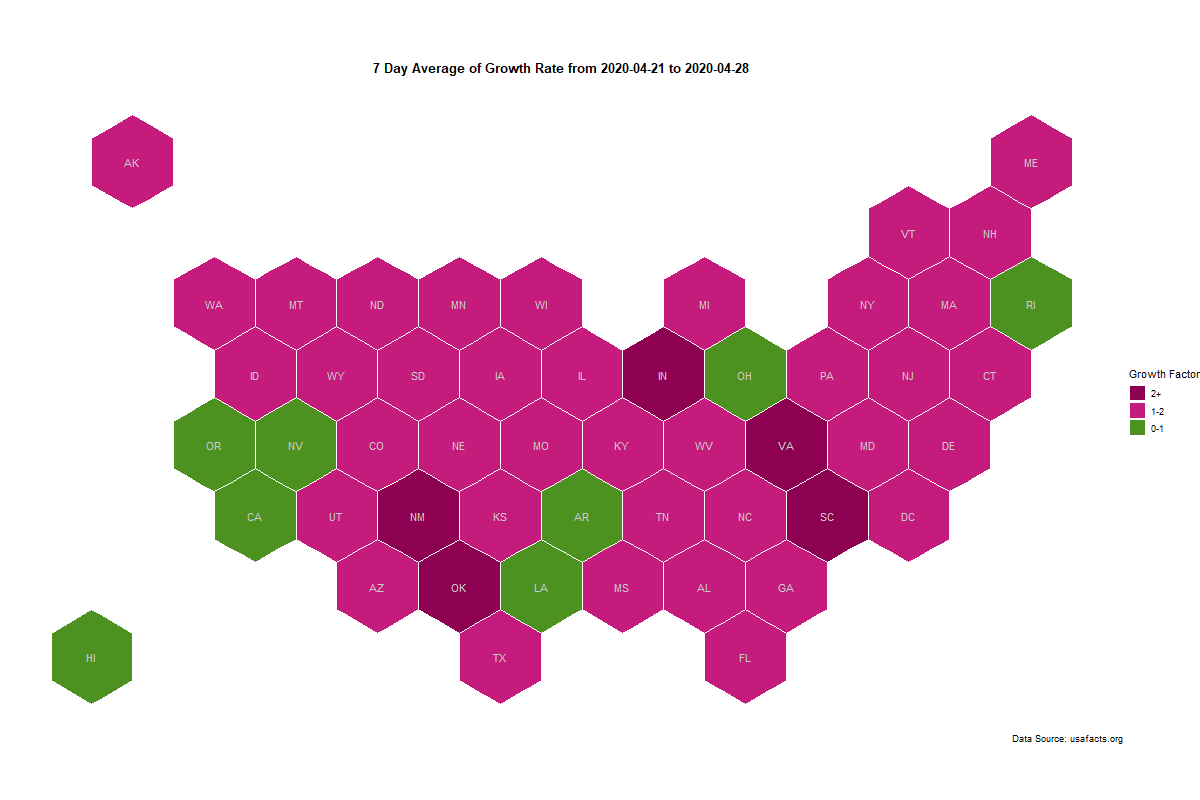 7 Day Average of Growth Rate from 2020-04-21 to 2020-04-28
AK ME
VT NH
WA MT ND MN WI MI NY MA RI
ID WY SD IA IL IN OH PA NJ CT
OR NV CO NE MO KY WV VA MD DE
CA UT NM KS AR TN NC SC DC
AZ OK LA MS AL GA
HI TX FL
Growth Factor
2+
1-2
0-1
Data Source: usafacts.org